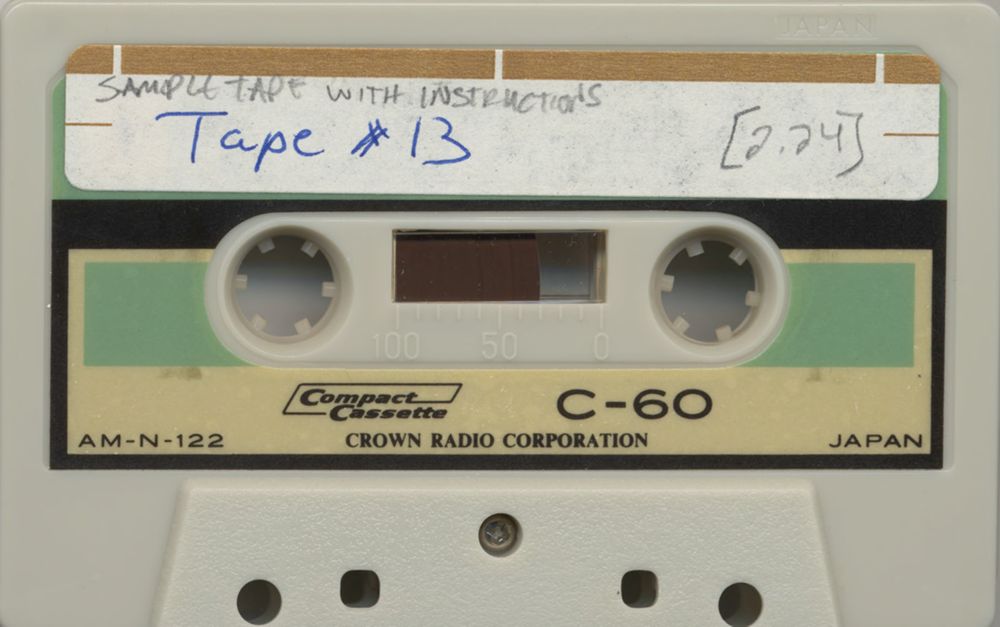 JAPAN
SAMPLE TAPE WITH INSTRUCTIONS
Tape # 13
[2.24]
100 50 0
Compact Cassette
C-60
AM-N-122
CROWN RADIO CORPORATION
JAPAN